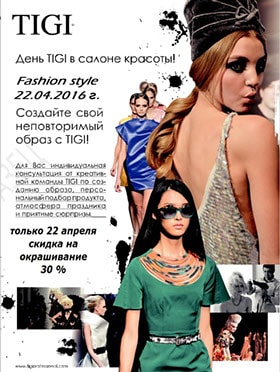 TIGI
День TIGI в салоне красоты!
Fashion style
22.04.2016 г.
Создайте свой
неповторимый
образ с TIGI!
Для Вас индивидуальная
консультация от креатив-
ной команды TIGI по соз-
данию образа, персо-
нальный подбор продукта,
атмосфера праздника
и приятные сюрпризы
только 22 апреля
скидка на
окрашивание
30 %